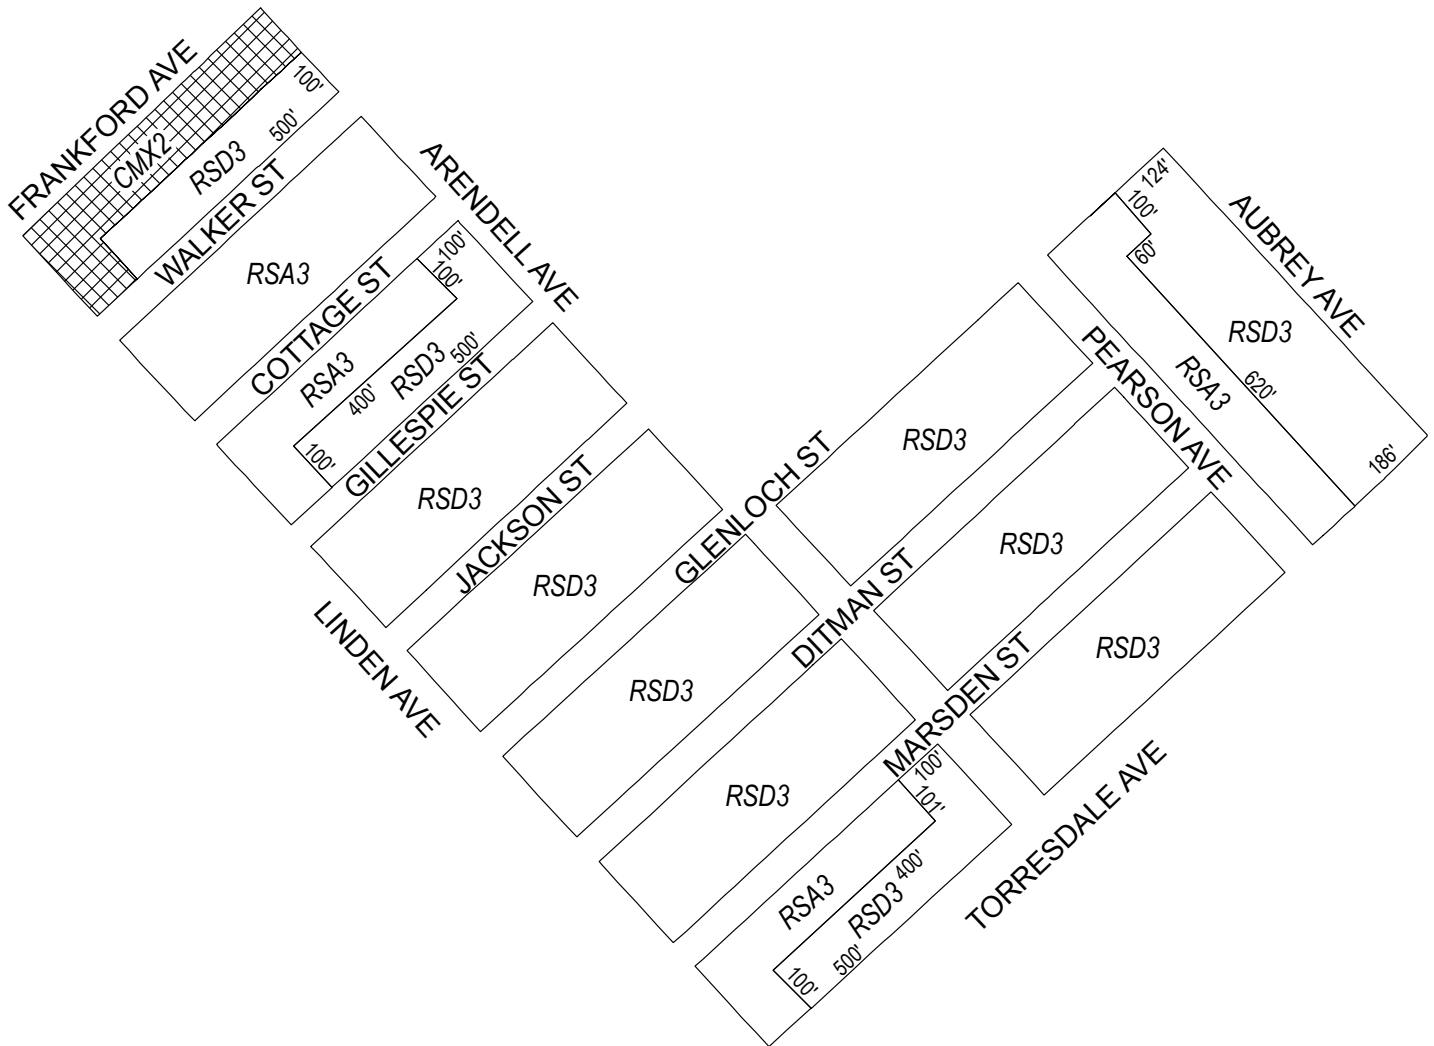 FRANKFORD AVE
CMX2
RSD3
100'
500'
WALKER ST
RSA3
ARENDELL AVE
COTTAGE ST
100'
100'
RSA3
RSD3
400'
500'
100'
GILLESPIE ST
RSD3
JACKSON ST
RSD3
LINDEN AVE
GLENLOCH ST
RSD3
RSD3
DITMAN ST
RSD3
RSD3
MARSDEN ST
RSD3
100'
101'
RSA3
RSD3
400'
500'
100'
TORRESDALE AVE
PEARSON AVE
RSA3
124'
100'
60'
620'
RSD3
186'
AUBREY AVE